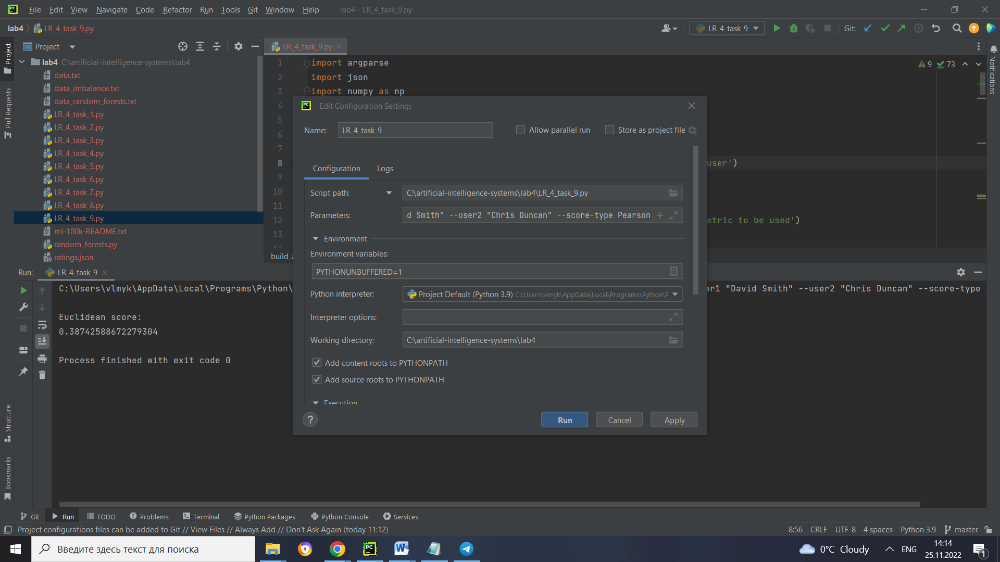 File Edit View Navigate Code Refactor Run Tools Git Window Help lab4 - LR_4_task_9.py
lab4 LR_4_task_9.py LR_4_task_9 Git:
Project LR_4_task_9.py
Project
Pull Requests
Structure
Bookmarks
Notifications
lab4 C:\artificial-intelligence-systems\lab4
data.txt
data_imbalance.txt
data_random_forests.txt
LR_4_task_1.py
LR_4_task_2.py
LR_4_task_3.py
LR_4_task_4.py
LR_4_task_5.py
LR_4_task_6.py
LR_4_task_7.py
LR_4_task_8.py
LR_4_task_9.py
ml-100k-README.txt
random_forests.py
ratings.json
1 import argparse
2 import json
3 import numpy as np
4
5
6
7
8 user')
9
10
11
12 etric to be used')
13
14
9 73
build_a
Edit Configuration Settings
Name: LR_4_task_9 Allow parallel run Store as project file
Configuration Logs
Script path: C:\artificial-intelligence-systems\lab4\LR_4_task_9.py
Parameters: d Smith" --user2 "Chris Duncan" --score-type Pearson
Environment
Environment variables:
PYTHONUNBUFFERED=1
Python interpreter: Project Default (Python 3.9) C:\Users\vlmyk\AppData\Local\Programs\Python\F
Interpreter options:
Working directory: C:\artificial-intelligence-systems\lab4
Add content roots to PYTHONPATH
Add source roots to PYTHONPATH
Execution
? Run Cancel Apply
Run: LR_4_task_9
C:\Users\vlmyk\AppData\Local\Programs\Python\ er1 "David Smith" --user2 "Chris Duncan" --score-type
Euclidean score:
0.38742588672279304
Process finished with exit code 0
Git Run TODO Problems Terminal Python Packages Python Console Services
Project configurations files can be added to Git // View Files // Always Add // Don't Ask Again (today 11:12) 8:56 CRLF UTF-8 4 spaces Python 3.9 master
Введите здесь текст для поиска 0°C Cloudy ENG 14:14
25.11.2022
1